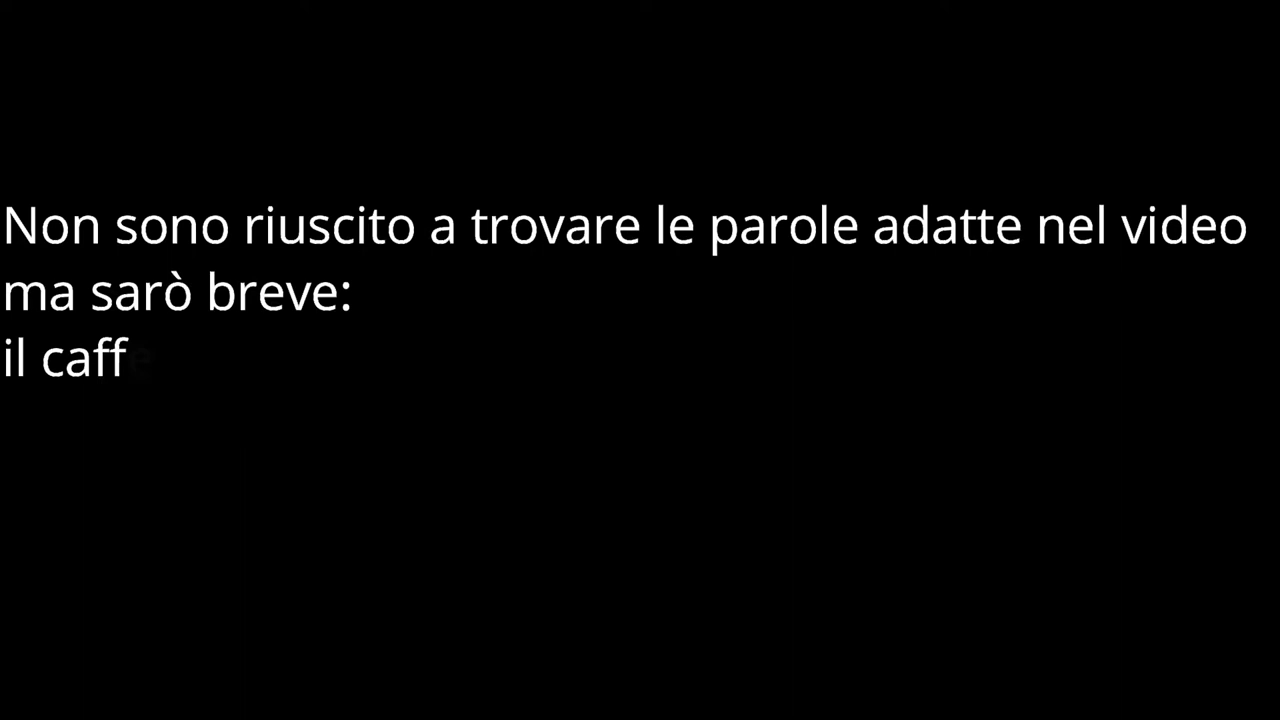 Non sono riuscito a trovare le parole adatte nel video
ma sarò breve:
il caff